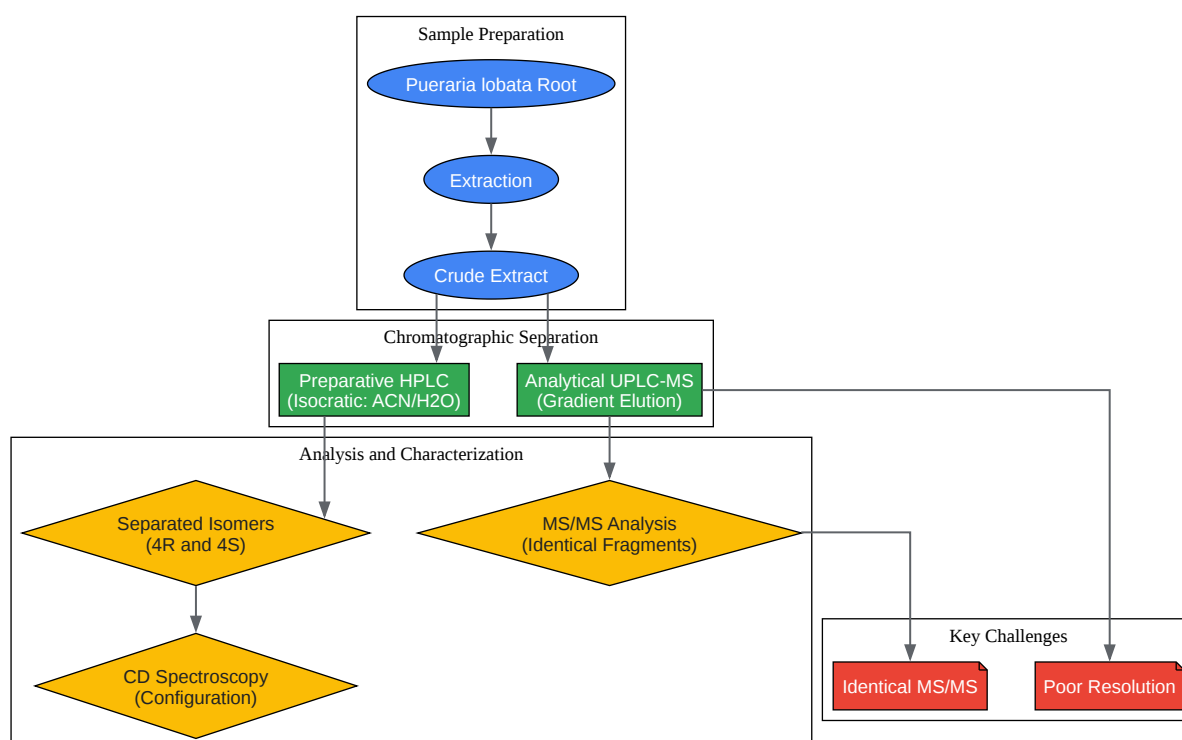 Sample Preparation
Pueraria lobata Root
Extraction
Crude Extract
Chromatographic Separation
Preparative HPLC
(Isocratic: ACN/H2O)
Analytical UPLC-MS
(Gradient Elution)
Analysis and Characterization
Separated Isomers
(4R and 4S)
MS/MS Analysis
(Identical Fragments)
CD Spectroscopy
(Configuration)
Key Challenges
Identical MS/MS
Poor Resolution